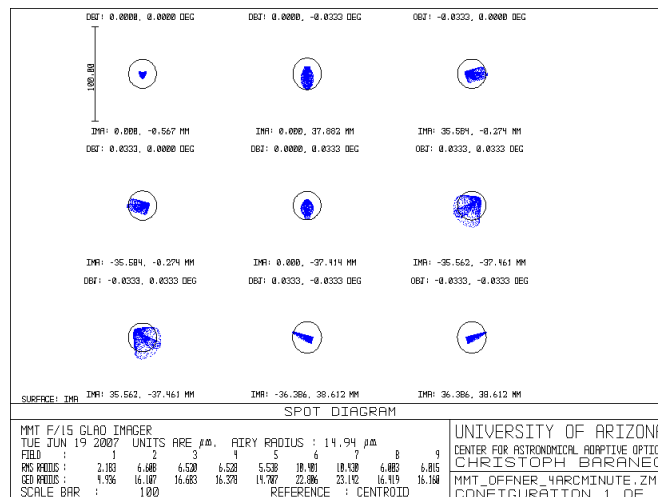 OBJ: 0.0000, 0.0000 DEG
OBJ: 0.0000, -0.0333 DEG
OBJ: -0.0333, 0.0000 DEG
100.00
IMA: 0.000, -0.567 MM
IMA: 0.000, 37.882 MM
IMA: 35.584, -0.274 MM
OBJ: 0.0333, 0.0000 DEG
OBJ: 0.0000, 0.0333 DEG
OBJ: 0.0333, 0.0333 DEG
IMA: -35.584, -0.274 MM
IMA: 0.000, -37.414 MM
IMA: -35.562, -37.461 MM
OBJ: -0.0333, 0.0333 DEG
OBJ: 0.0333, -0.0333 DEG
OBJ: -0.0333, -0.0333 DEG
IMA: 35.562, -37.461 MM
IMA: -36.386, 38.612 MM
IMA: 36.386, 38.612 MM
SURFACE: IMA
SPOT DIAGRAM
MMT F/15 GLAO IMAGER
TUE JUN 19 2007 UNITS ARE µm. AIRY RADIUS : 14.94 µm
FIELD : 1 2 3 4 5 6 7 8 9
RMS RADIUS : 2.183 6.608 6.520 6.528 5.538 10.401 10.430 6.003 6.015
GEO RADIUS : 4.936 16.107 16.603 16.378 14.707 22.806 23.142 16.419 16.160
SCALE BAR : 100 REFERENCE : CENTROID
UNIVERSITY OF ARIZONA
CENTER FOR ASTRONOMICAL ADAPTIVE OPTIC
CHRISTOPH BARANEC
MMT_OFFNER_4ARCMINUTE.ZM
CONFIGURATION 1 OF